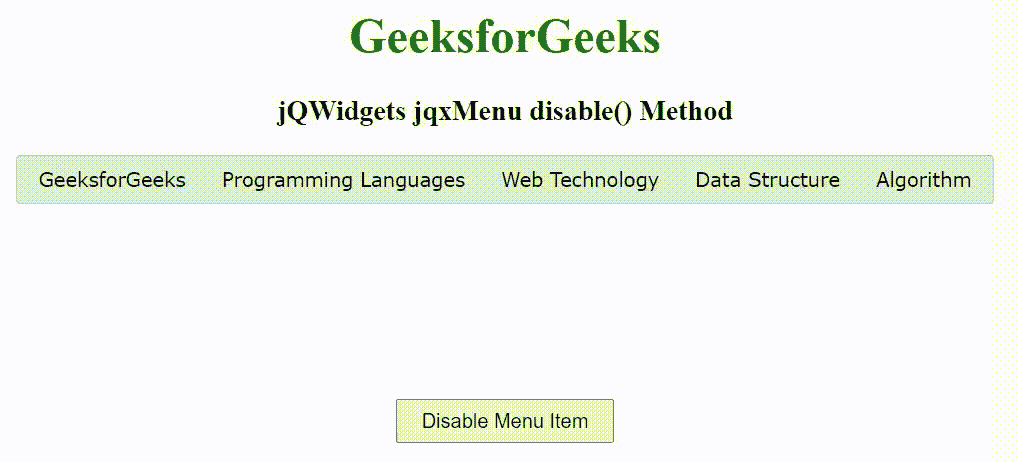 GeeksforGeeks
jQWidgets jqxMenu disable() Method
GeeksforGeeks Programming Languages Web Technology Data Structure Algorithm
Disable Menu Item